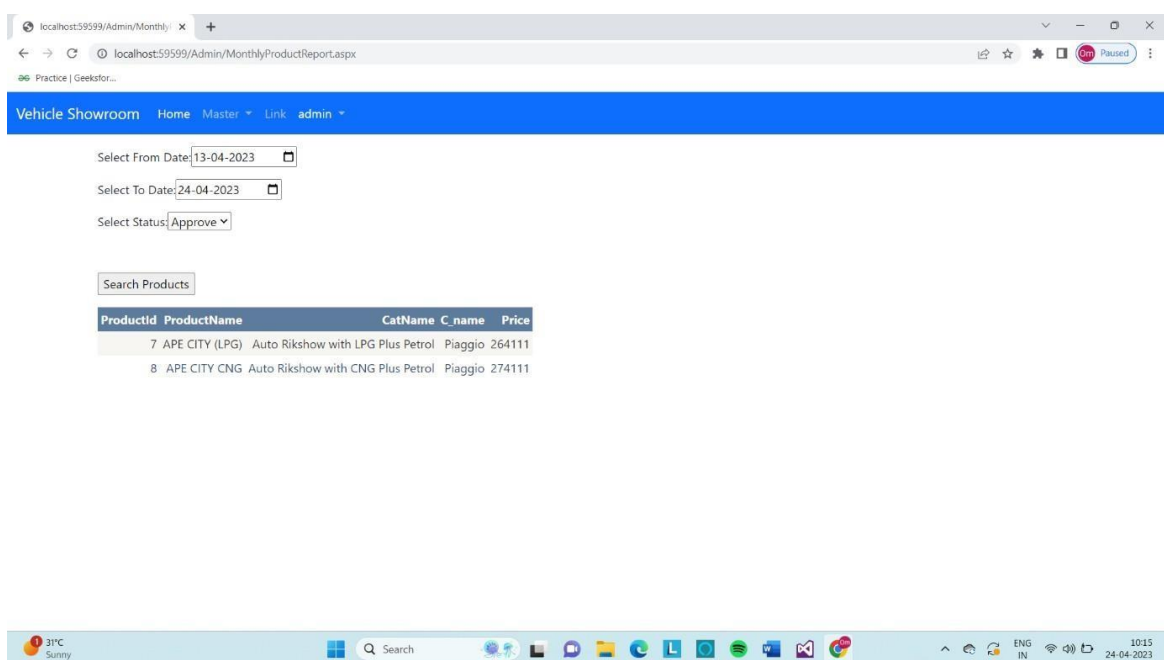 localhost:59599/Admin/Monthly
localhost:59599/Admin/MonthlyProductReport.aspx
Om Paused
Practice | Geeksfor...
Vehicle Showroom Home Master Link admin
Select From Date: 13-04-2023
Select To Date: 24-04-2023
Select Status: Approve
Search Products
ProductId ProductName CatName C_name Price
7 APE CITY (LPG) Auto Rikshow with LPG Plus Petrol Piaggio 264111
8 APE CITY CNG Auto Rikshow with CNG Plus Petrol Piaggio 274111
1 31°C Search ENG 10:15
Sunny IN 24-04-2023